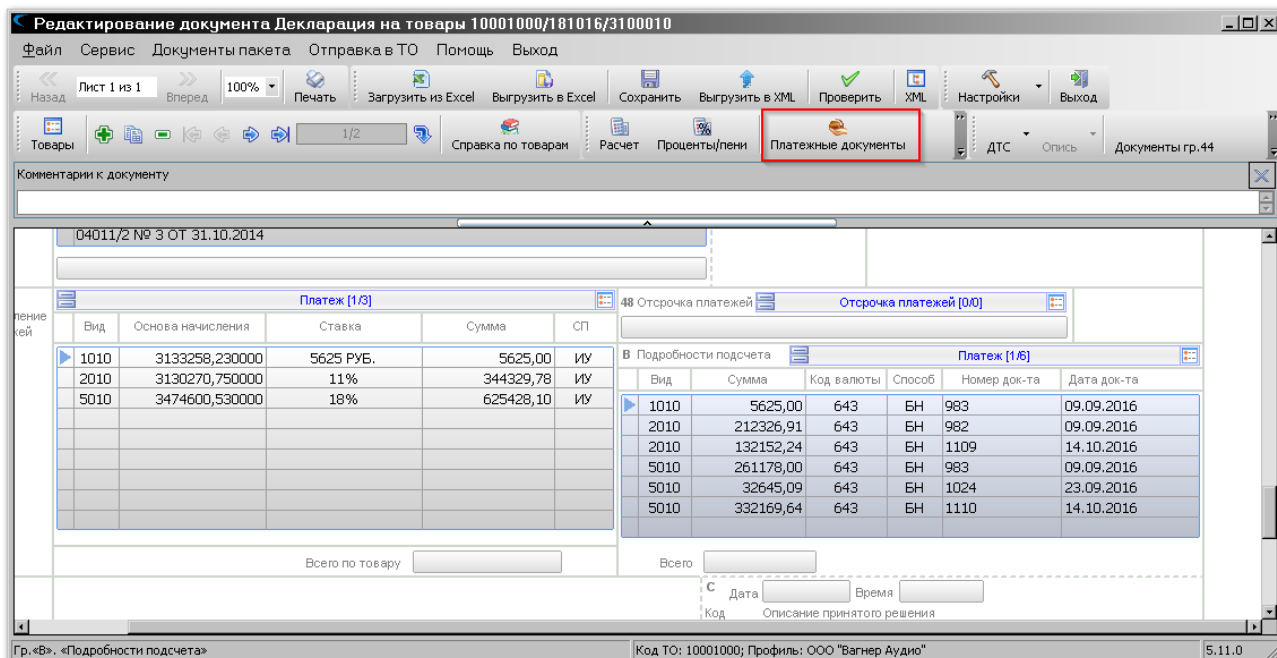 Редактирование документа Декларация на товары 10001000/181016/3100010
Файл Сервис Документы пакета Отправка в ТО Помощь Выход
Назад Лист 1 из 1 Вперед 100% Печать Загрузить из Excel Выгрузить в Excel Сохранить Выгрузить в XML Проверить XML Настройки Выход
Товары 1/2 Справка по товарам Расчет Проценты/пени Платежные документы ДТС Опись Документы гр.44
Комментарии к документу
04011/2 № 3 ОТ 31.10.2014
Платеж [1/3] 48 Отсрочка платежей Отсрочка платежей [0/0]
Вид Основа начисления Ставка Сумма СП
1010 3133258,230000 5625 РУБ. 5625,00 ИУ
2010 3130270,750000 11% 344329,78 ИУ
5010 3474600,530000 18% 625428,10 ИУ
В Подробности подсчета Платеж [1/6]
Вид Сумма Код валюты Способ Номер док-та Дата док-та
1010 5625,00 643 БН 983 09.09.2016
2010 212326,91 643 БН 982 09.09.2016
2010 132152,24 643 БН 1109 14.10.2016
5010 261178,00 643 БН 983 09.09.2016
5010 32645,09 643 БН 1024 23.09.2016
5010 332169,64 643 БН 1110 14.10.2016
Всего по товару Всего
С Дата Время
Код Описание принятого решения
Гр.«В». «Подробности подсчета» Код ТО: 10001000; Профиль: ООО "Вагнер Аудио" 5.11.0